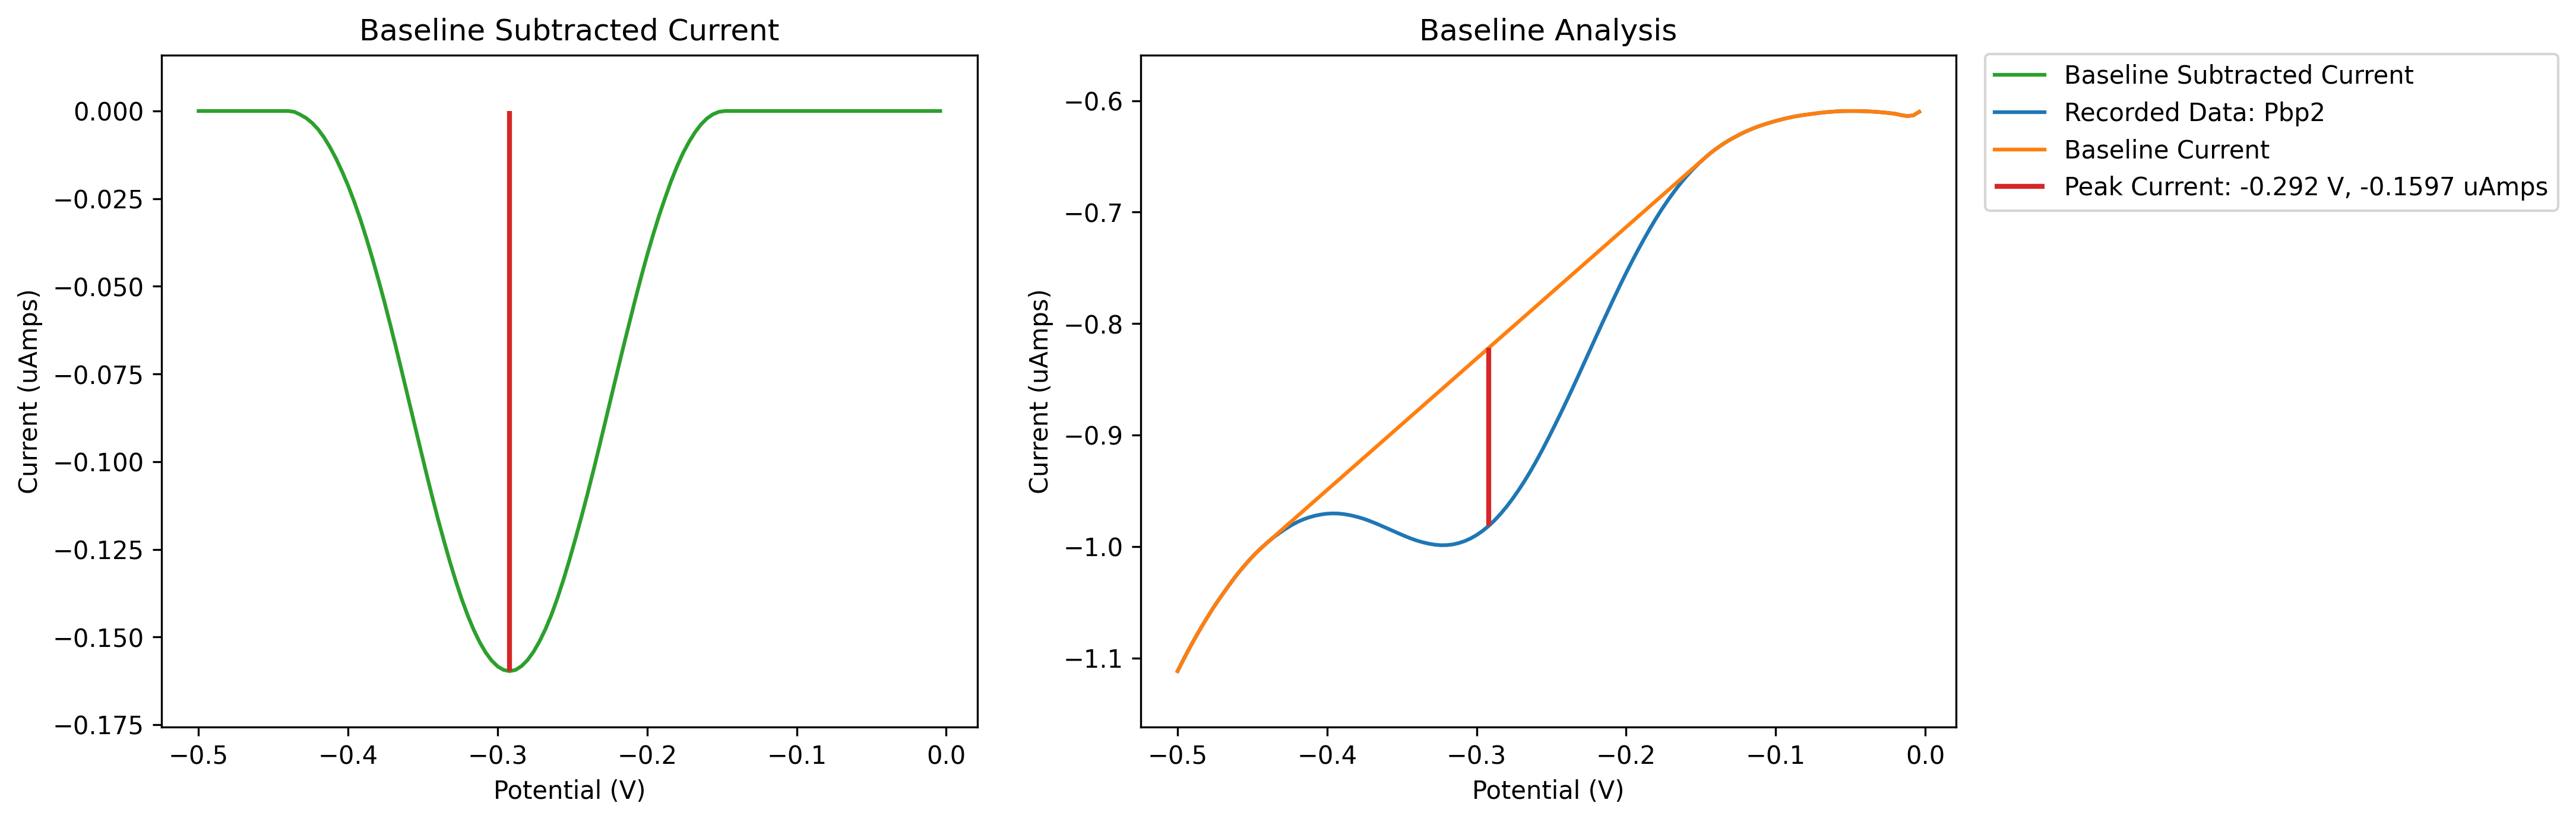 Baseline Subtracted Current
0.000
−0.025
−0.050
−0.075
−0.100
−0.125
−0.150
−0.175
−0.5
−0.4
−0.3
−0.2
−0.1
0.0
Potential (V)
Current (uAmps)
Baseline Analysis
−0.6
−0.7
−0.8
−0.9
−1.0
−1.1
−0.5
−0.4
−0.3
−0.2
−0.1
0.0
Potential (V)
Current (uAmps)
Baseline Subtracted Current
Recorded Data: Pbp2
Baseline Current
Peak Current: -0.292 V, -0.1597 uAmps